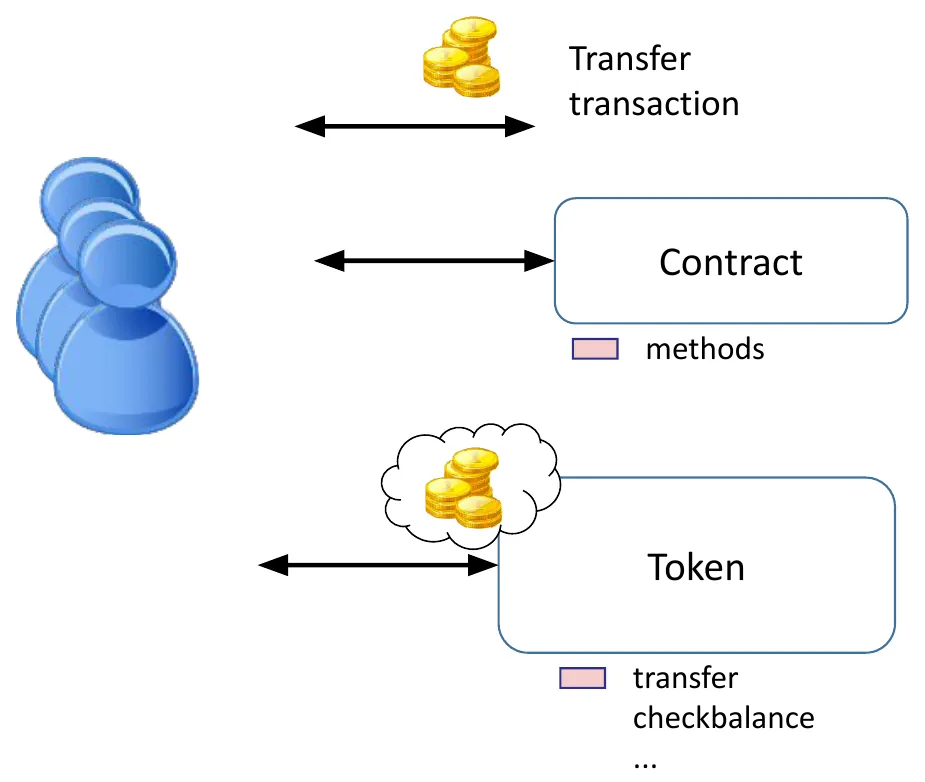 Transfer
transaction
Contract
methods
Token
transfer
checkbalance
...